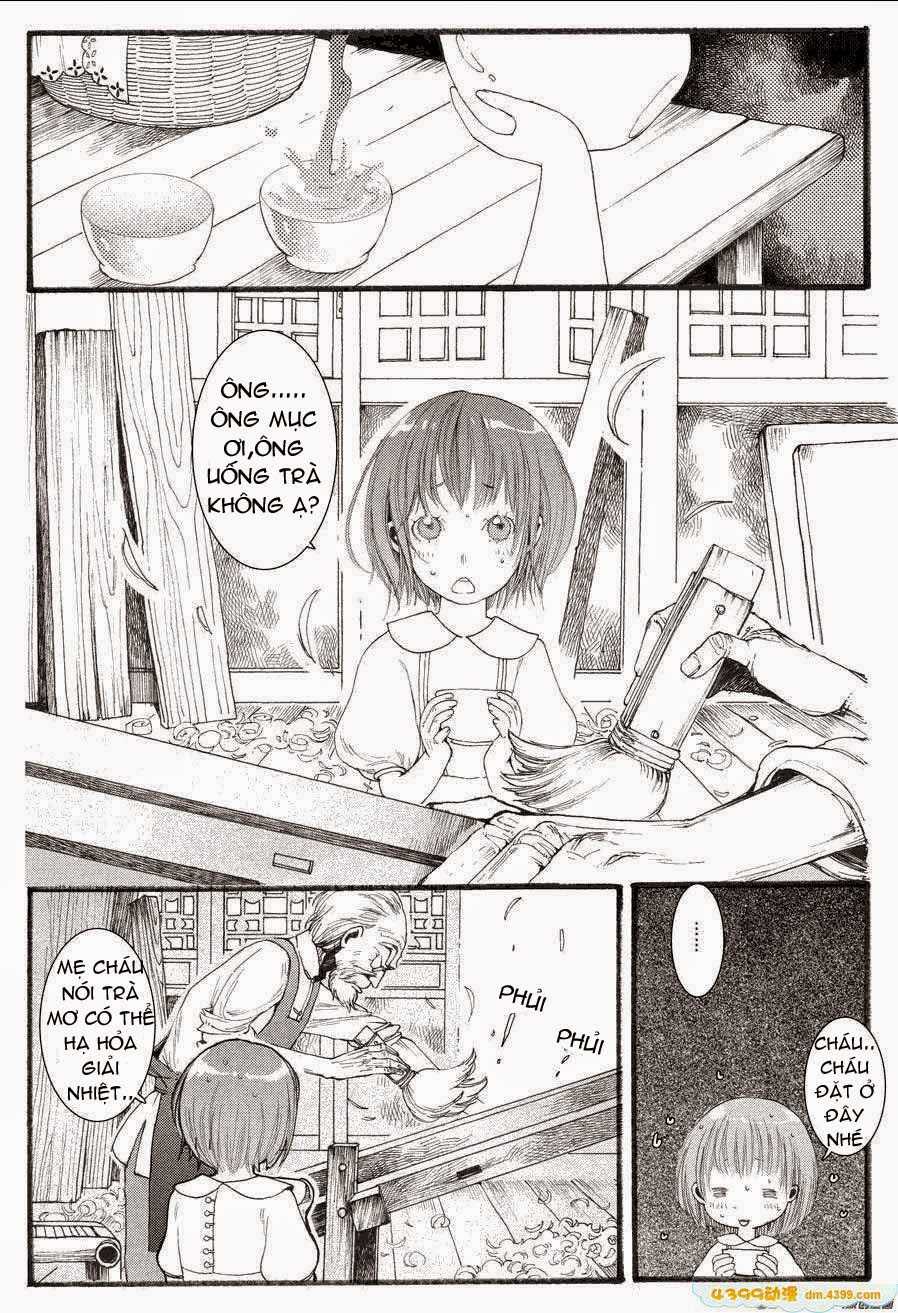 ÔNG.....
ÔNG MỤC
ƠI,ÔNG
UỐNG TRÀ
KHÔNG Ạ?
MẸ CHÁU
NÓI TRÀ
MƠ CÓ THỂ
HẠ HỎA
GIẢI
NHIỆT..
PHỦI
PHỦI
........
CHÁU..
CHÁU
ĐẶT Ở
ĐÂY
NHÉ
4399动漫 dm.4399.com